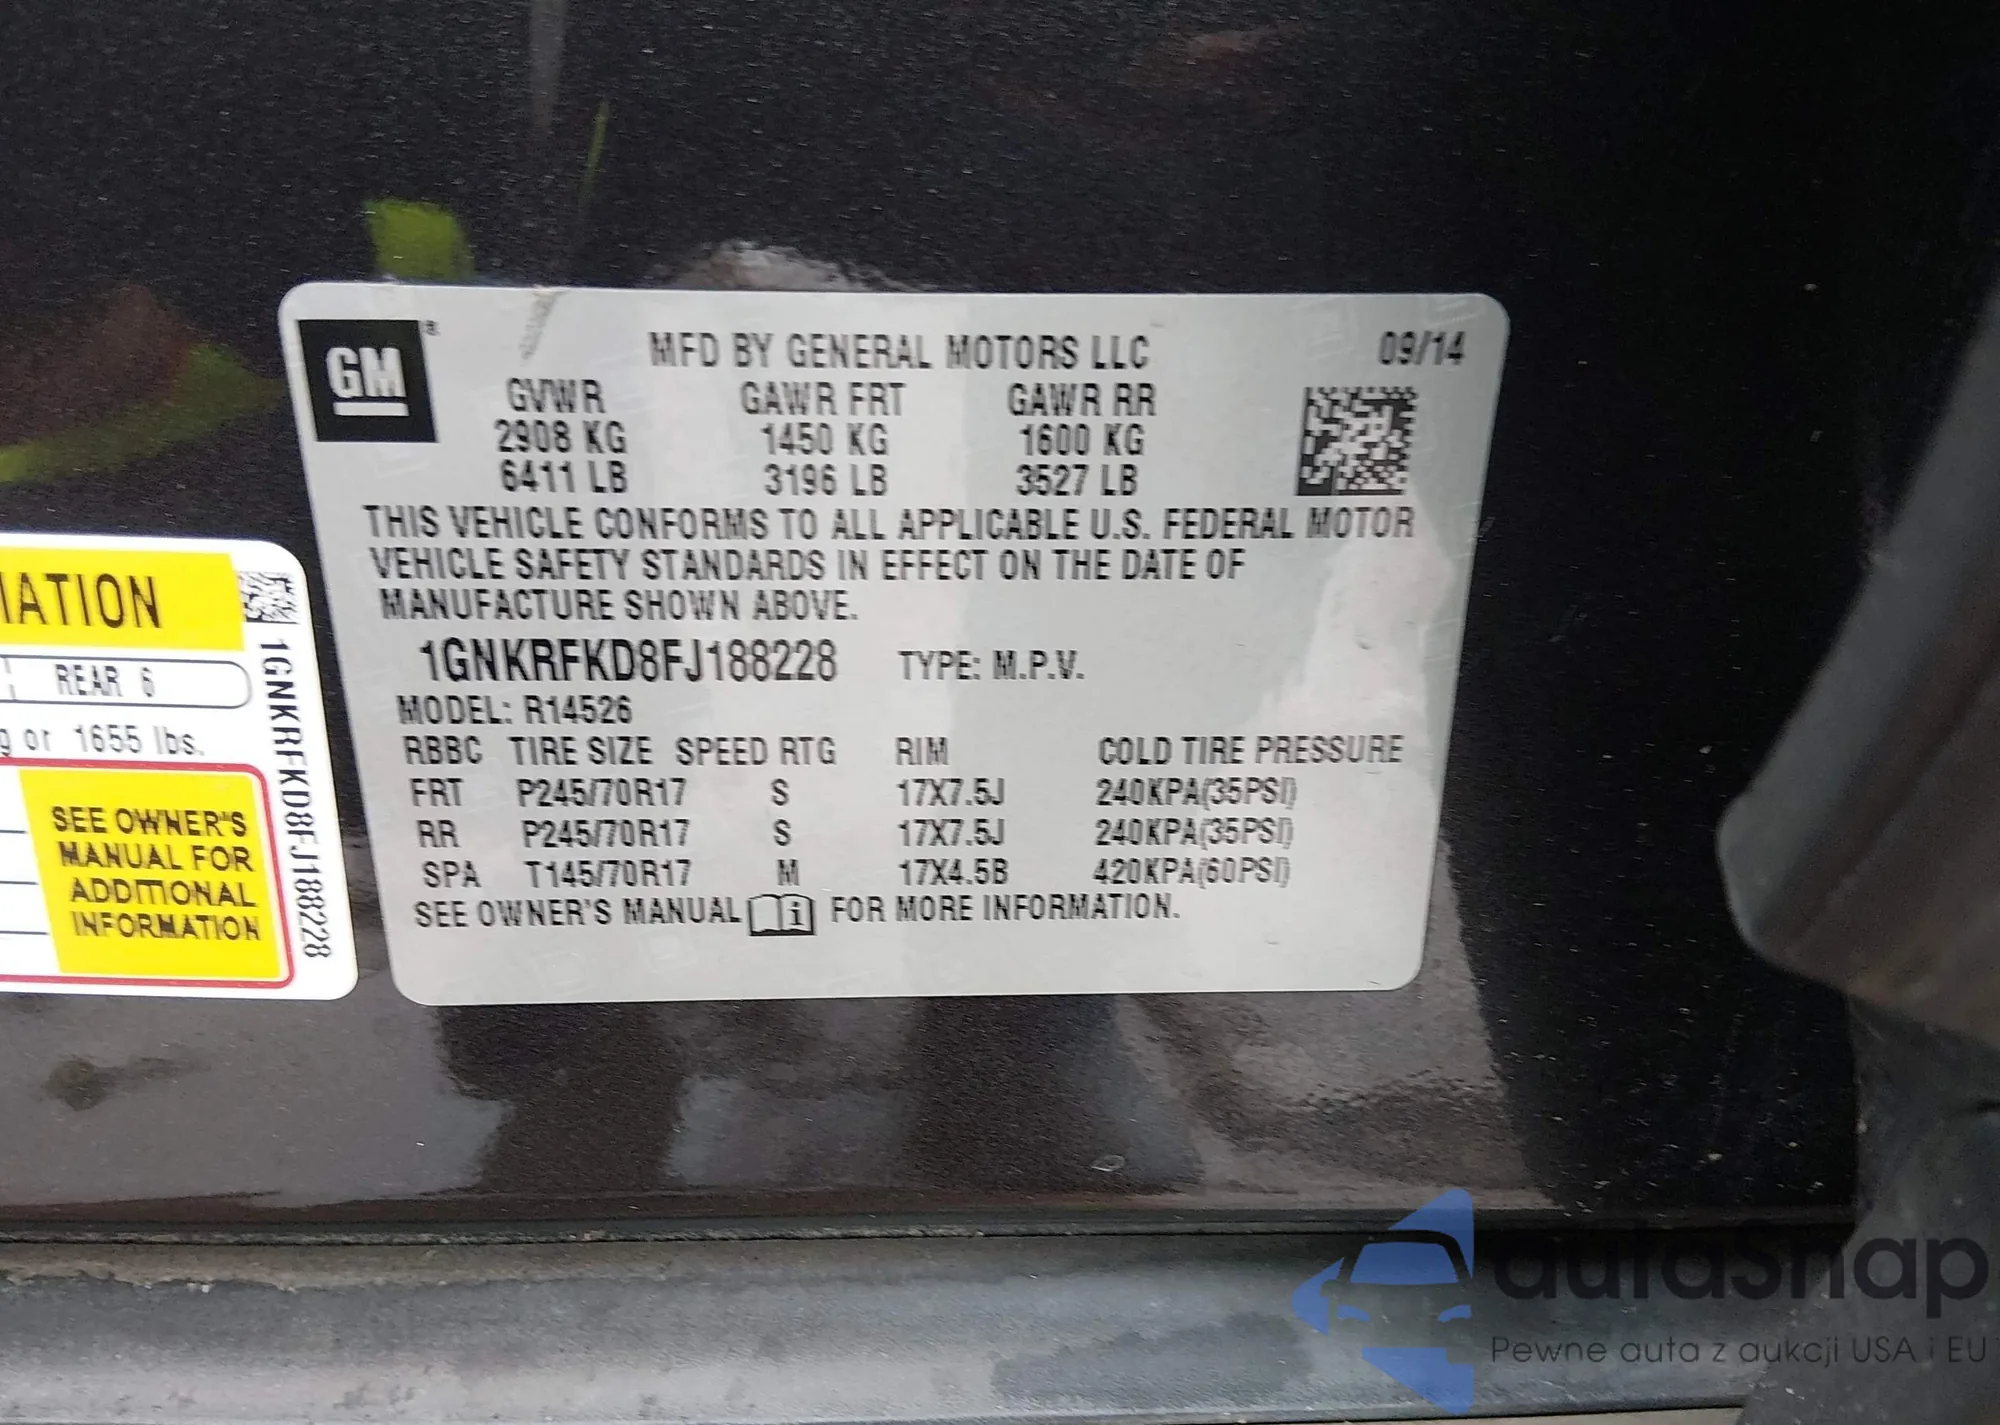 GM ®
MFD BY GENERAL MOTORS LLC 09/14
GVWR GAWR FRT GAWR RR
2908 KG 1450 KG 1600 KG
6411 LB 3196 LB 3527 LB
THIS VEHICLE CONFORMS TO ALL APPLICABLE U.S. FEDERAL MOTOR
VEHICLE SAFETY STANDARDS IN EFFECT ON THE DATE OF
MANUFACTURE SHOWN ABOVE.
1GNKRFKD8FJ188228 TYPE: M.P.V.
MODEL: R14526
RBBC TIRE SIZE SPEED RTG RIM COLD TIRE PRESSURE
FRT P245/70R17 S 17X7.5J 240KPA(35PSI)
RR P245/70R17 S 17X7.5J 240KPA(35PSI)
SPA T145/70R17 M 17X4.5B 420KPA(60PSI)
SEE OWNER'S MANUAL i FOR MORE INFORMATION.
MATION
REAR 6
g or 1655 lbs.
SEE OWNER'S
MANUAL FOR
ADDITIONAL
INFORMATION
1GNKRFKD8FJ188228
autaSnap
Pewne auta z aukcji USA i EU